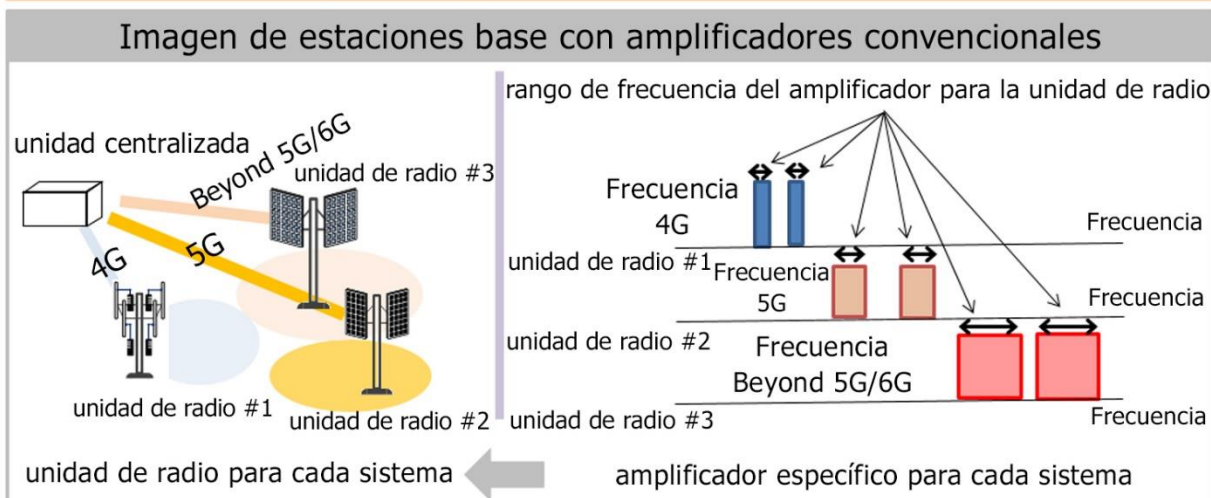 Imagen de estaciones base con amplificadores convencionales
unidad centralizada
Beyond 5G/6G
unidad de radio #3
5G
4G
unidad de radio #1
unidad de radio #2
unidad de radio para cada sistema
rango de frecuencia del amplificador para la unidad de radio
Frecuencia
4G
Frecuencia
unidad de radio #1
Frecuencia
5G
Frecuencia
unidad de radio #2
Frecuencia
Beyond 5G/6G
unidad de radio #3
Frecuencia
amplificador específico para cada sistema